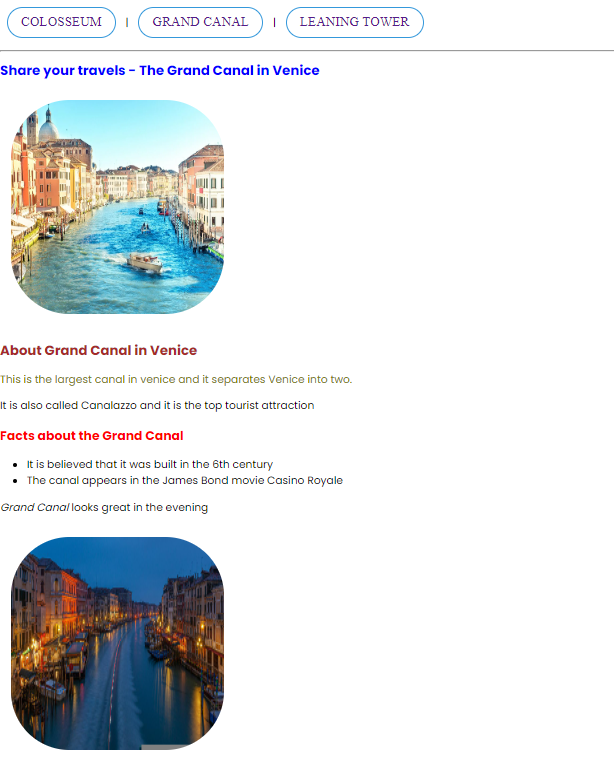 COLOSSEUM | GRAND CANAL | LEANING TOWER
Share your travels - The Grand Canal in Venice
About Grand Canal in Venice
This is the largest canal in venice and it separates Venice into two.
It is also called Canalazzo and it is the top tourist attraction
Facts about the Grand Canal
• It is believed that it was built in the 6th century
• The canal appears in the James Bond movie Casino Royale
Grand Canal looks great in the evening